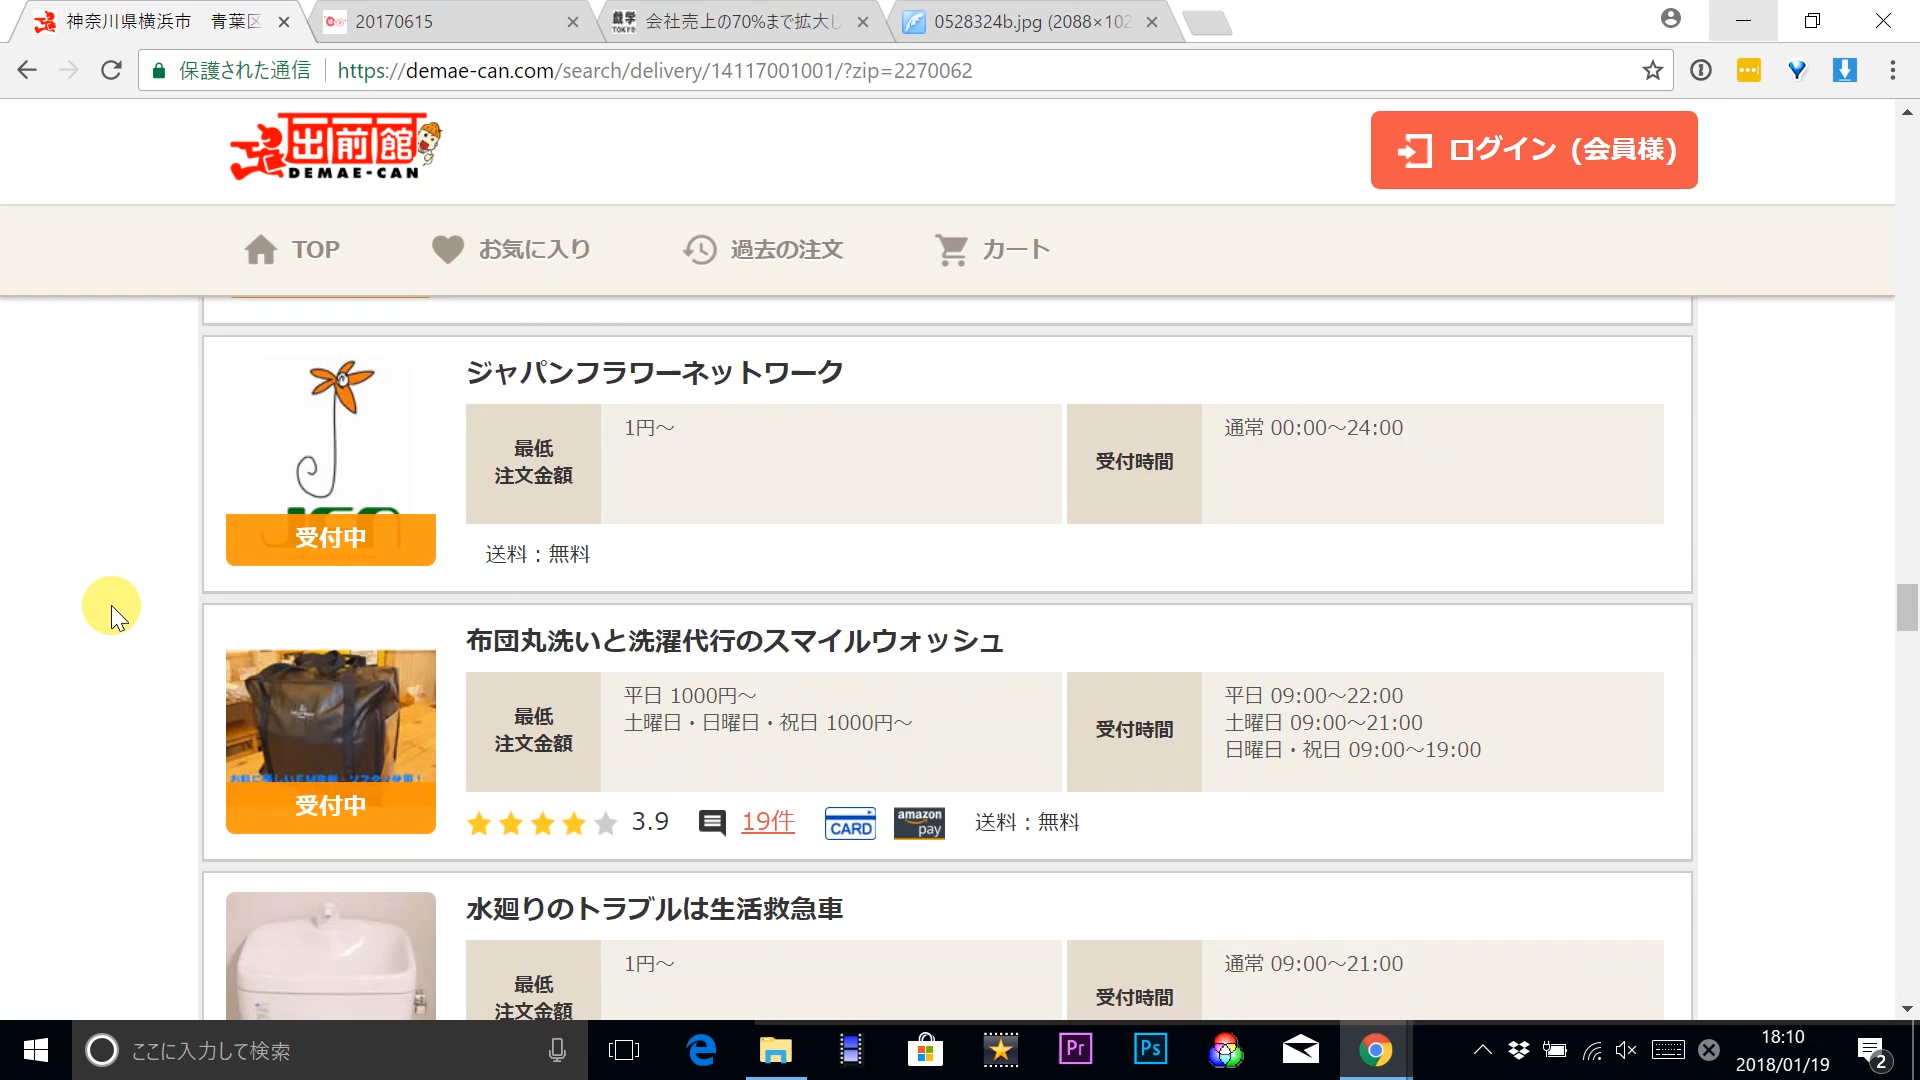 神奈川県横浜市 青葉区
20170615
会社売上の70%まで拡大し
0528324b.jpg (2088×102
保護された通信
https://demae-can.com/search/delivery/14117001001/?zip=2270062
出前館
DEMAE-CAN
ログイン (会員様)
TOP
お気に入り
過去の注文
カート
ジャパンフラワーネットワーク
最低
注文金額
1円～
受付時間
通常 00:00～24:00
受付中
送料：無料
布団丸洗いと洗濯代行のスマイルウォッシュ
最低
注文金額
平日 1000円～
土曜日・日曜日・祝日 1000円～
受付時間
平日 09:00～22:00
土曜日 09:00～21:00
日曜日・祝日 09:00～19:00
受付中
3.9
19件
CARD
amazon
pay
送料：無料
水廻りのトラブルは生活救急車
最低
注文金額
1円～
受付時間
通常 09:00～21:00
ここに入力して検索
Pr
Ps
18:10
2018/01/19
2